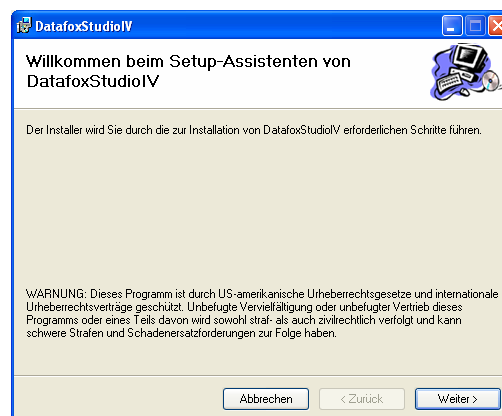 DatafoxStudioIV
Willkommen beim Setup-Assistenten von
DatafoxStudioIV
Der Installer wird Sie durch die zur Installation von DatafoxStudioIV erforderlichen Schritte führen.
WARNUNG: Dieses Programm ist durch US-amerikanische Urheberrechtsgesetze und internationale
Urheberrechtsverträge geschützt. Unbefugte Vervielfältigung oder unbefugter Vertrieb dieses
Programms oder eines Teils davon wird sowohl straf- als auch zivilrechtlich verfolgt und kann
schwere Strafen und Schadenersatzforderungen zur Folge haben.
Abbrechen < Zurück Weiter >